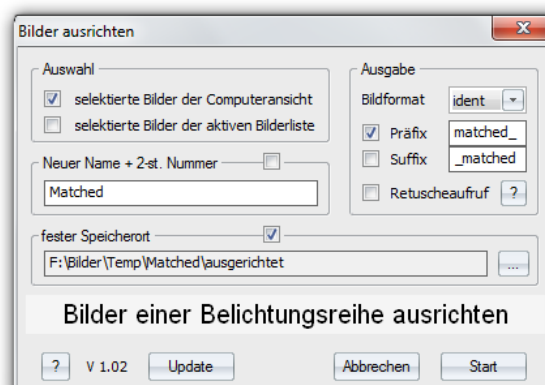 Bilder ausrichten
X
Auswahl
selektierte Bilder der Computeransicht
selektierte Bilder der aktiven Bilderliste
Ausgabe
Bildformat ident
Präfix matched_
Suffix _matched
Retuscheaufruf ?
Neuer Name + 2-st. Nummer
Matched
fester Speicherort
F:\Bilder\Temp\Matched\ausgerichtet ...
Bilder einer Belichtungsreihe ausrichten
? V 1.02 Update Abbrechen Start